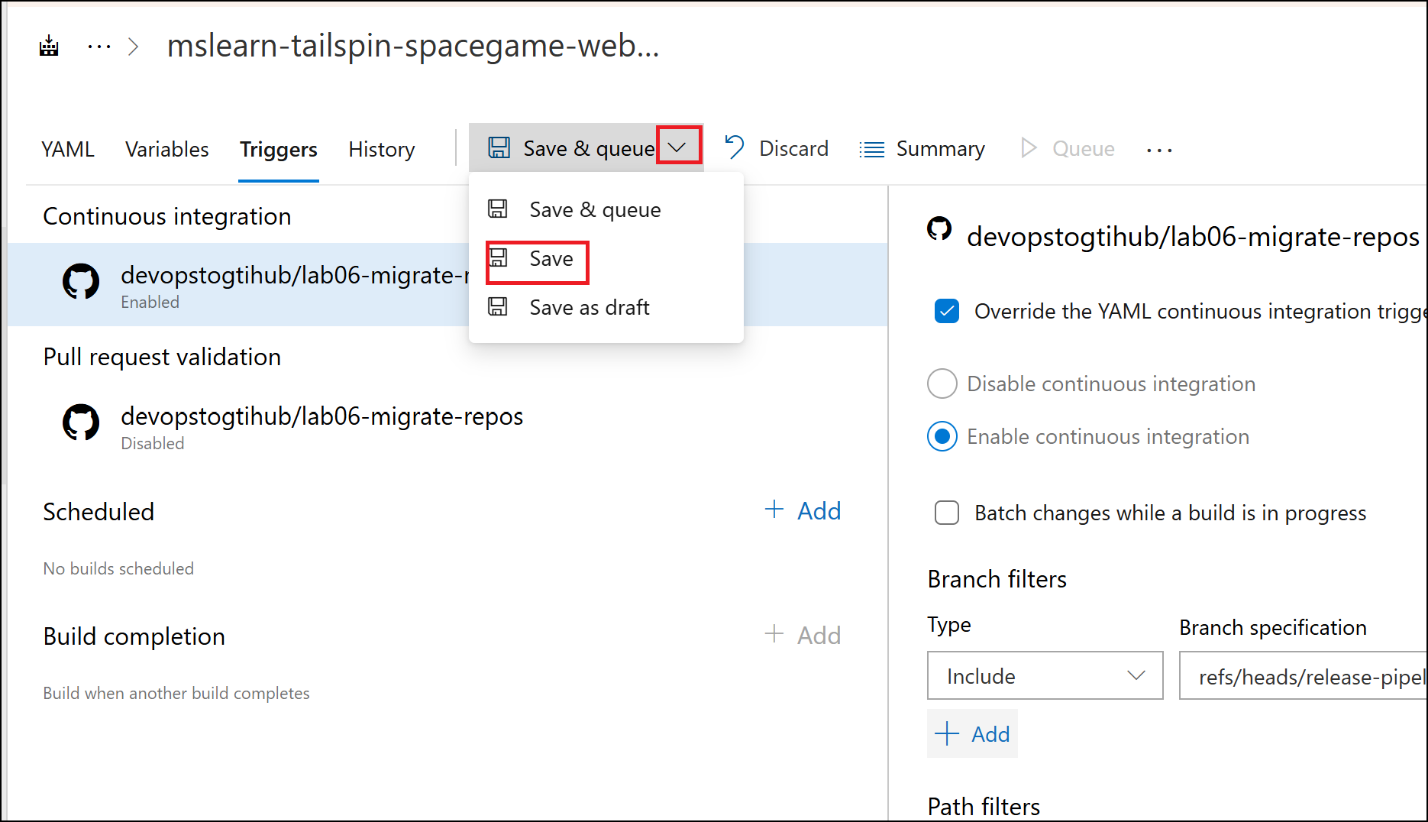 ... > mslearn-tailspin-spacegame-web...
YAML Variables Triggers History Save & queue Discard Summary Queue ...
Save & queue
Save
Save as draft
Continuous integration
devopstogtihub/lab06-migrate-r
Enabled
Pull request validation
devopstogtihub/lab06-migrate-repos
Disabled
Scheduled
+ Add
No builds scheduled
Build completion
+ Add
Build when another build completes
devopstogtihub/lab06-migrate-repos
Override the YAML continuous integration trigge
Disable continuous integration
Enable continuous integration
Batch changes while a build is in progress
Branch filters
Type Branch specification
Include refs/heads/release-pipel
+ Add
Path filters